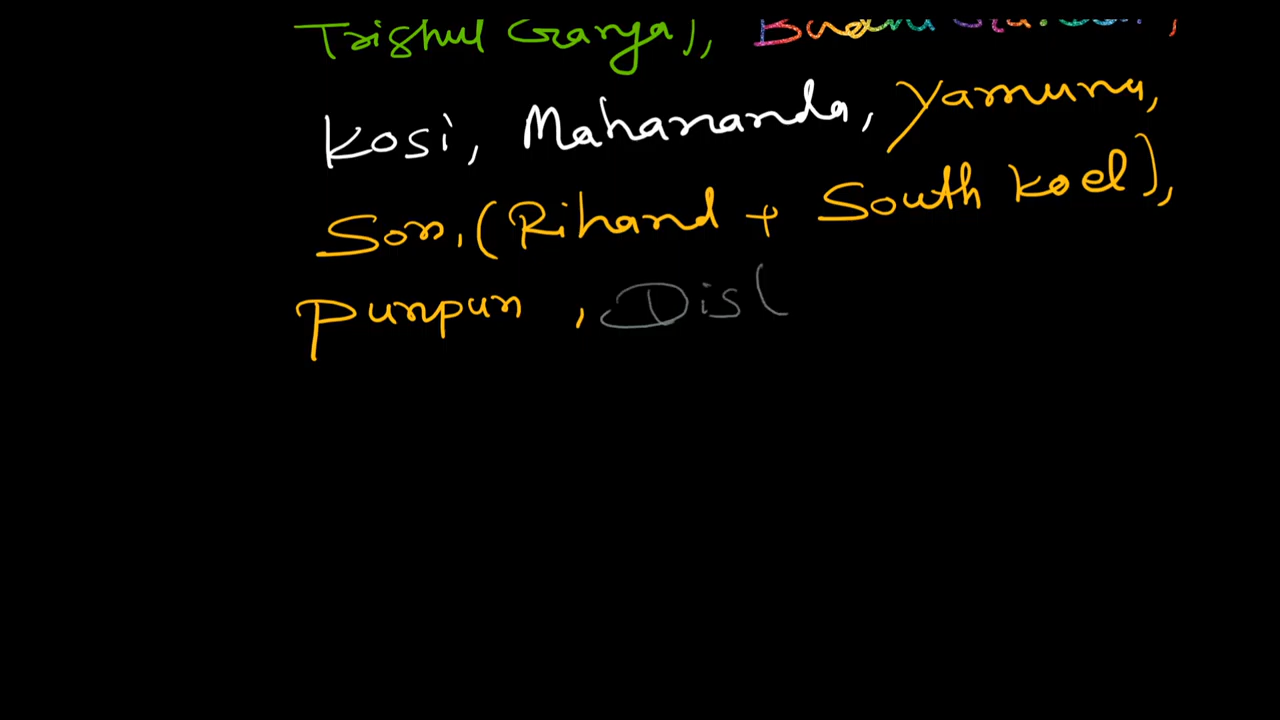 Trishul Ganga),
Kosi, Mahananda, Yamuna,
Son, (Rihand + South Koel),
Punpun , Dis(